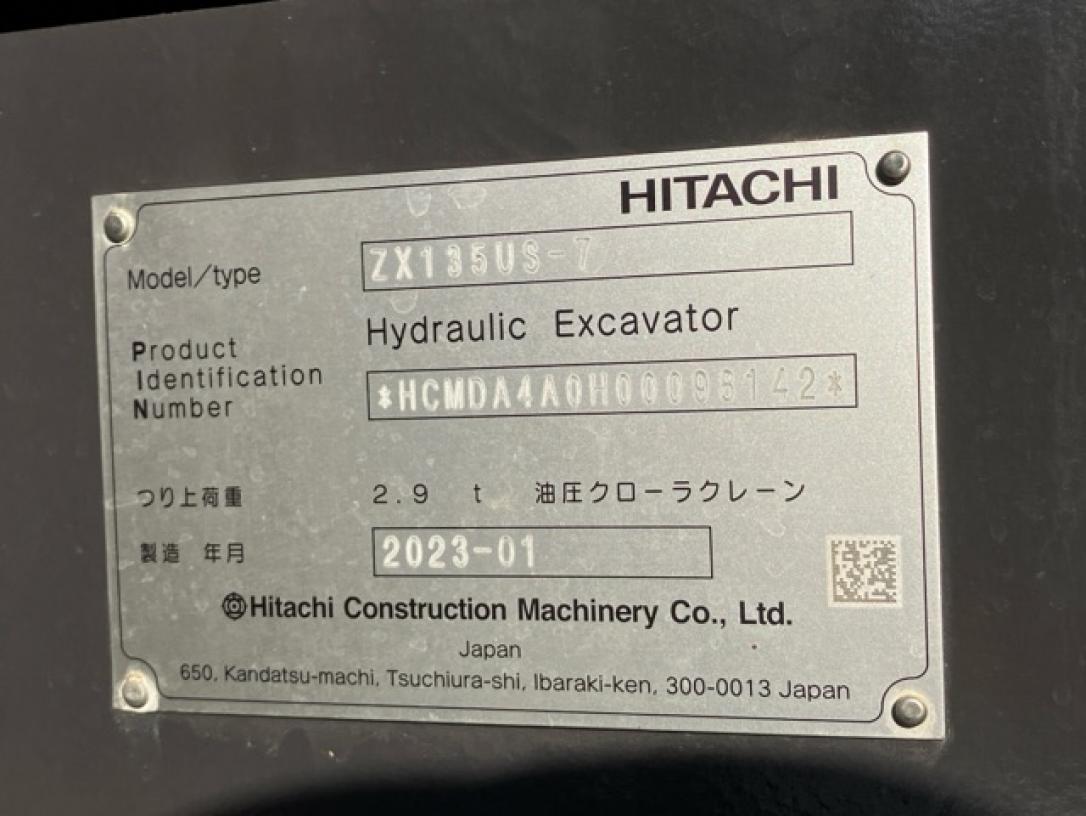 HITACHI
Model/type ZX135US-7
Hydraulic Excavator
Product
Identification
Number
*HCMDA4A0H00096142*
つり上荷重 2.9 t 油圧クローラクレーン
製造 年月 2023-01
Hitachi Construction Machinery Co., Ltd.
Japan
650, Kandatsu-machi, Tsuchiura-shi, Ibaraki-ken, 300-0013 Japan